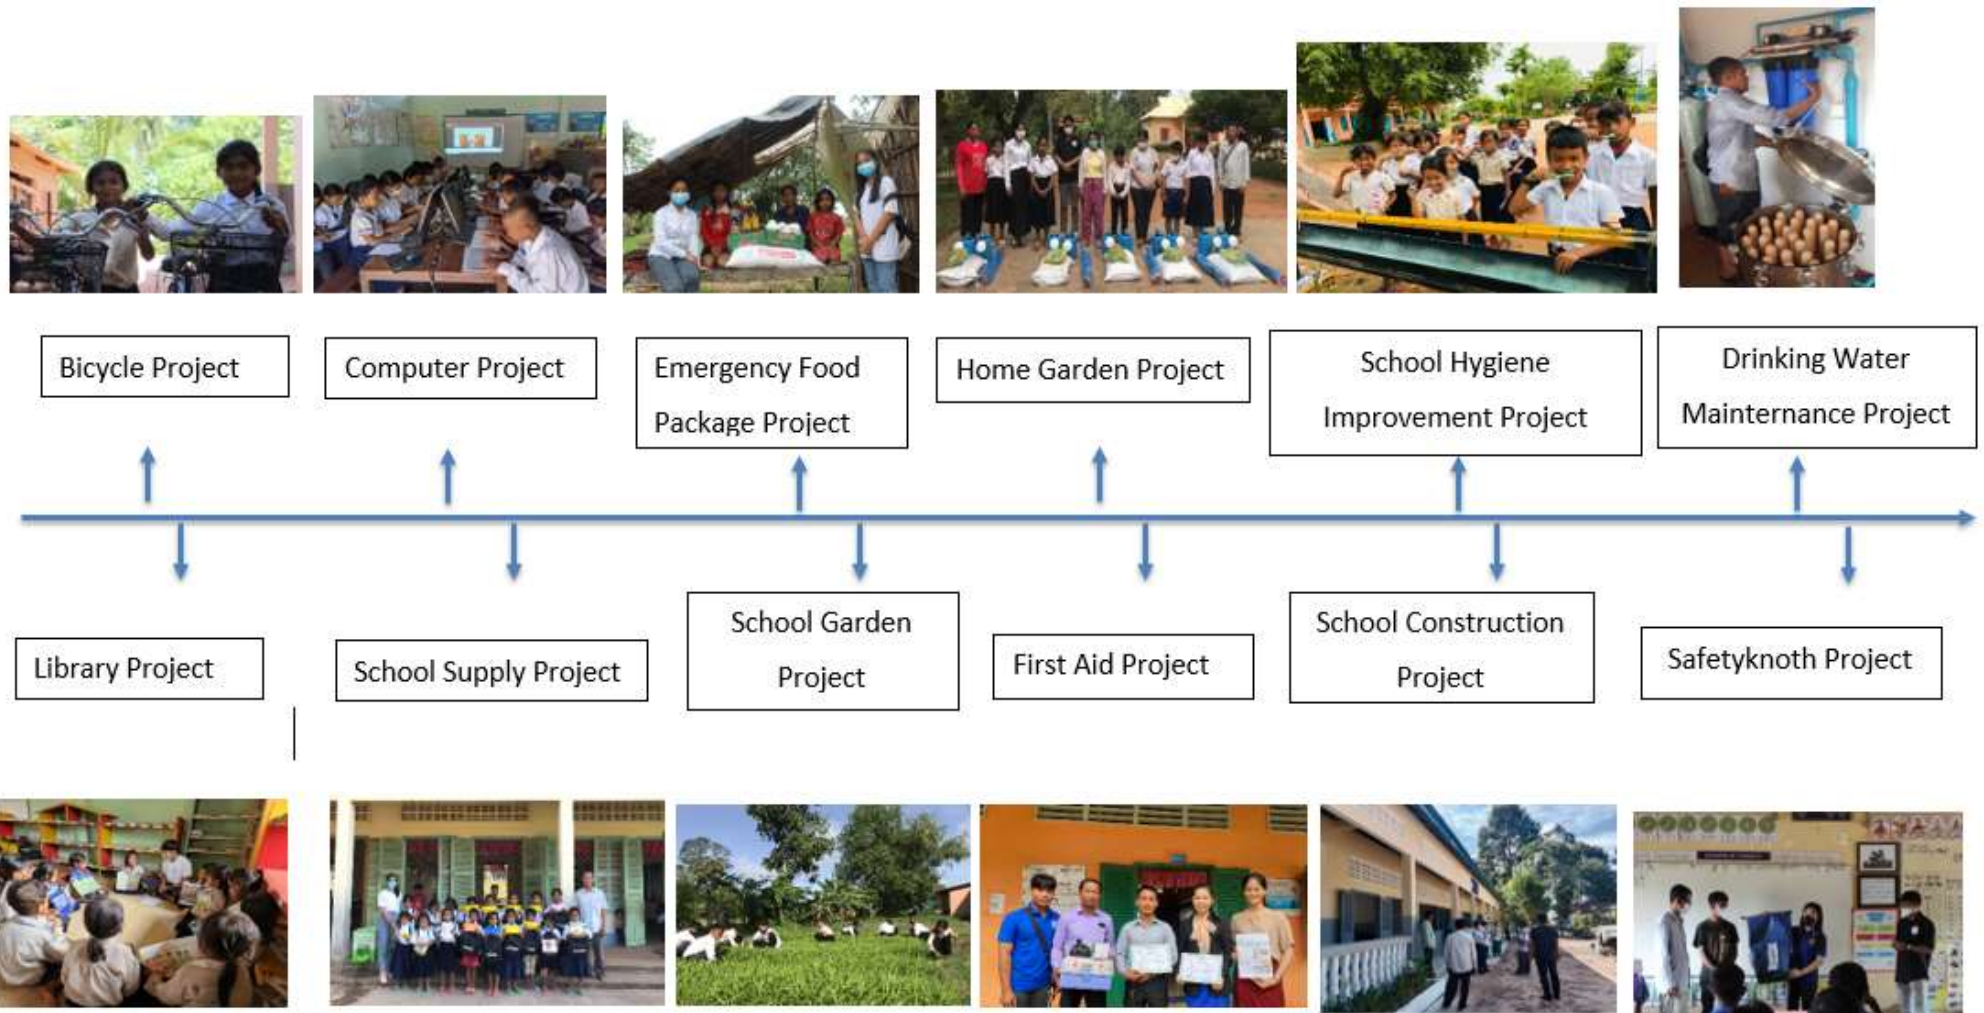 Bicycle Project
Computer Project
Emergency Food
Package Project
Home Garden Project
School Hygiene
Improvement Project
Drinking Water
Mainternance Project
Library Project
School Supply Project
School Garden
Project
First Aid Project
School Construction
Project
Safetyknoth Project